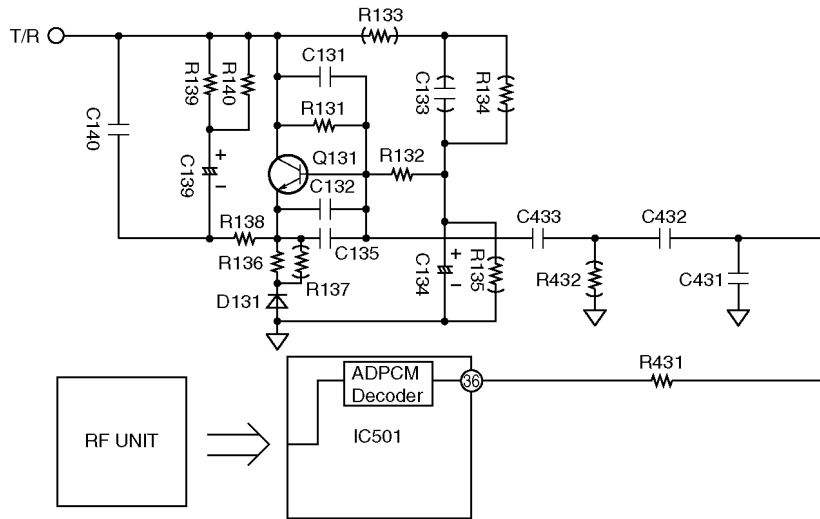 R133
T/R
C131
R139
R140
C133
R134
C140
R131
Q131
R132
C139
+
-
C132
R138
C135
C433
C432
R136
R137
C134
+
-
R135
R432
C431
D131
ADPCM
Decoder
36
R431
RF UNIT
IC501